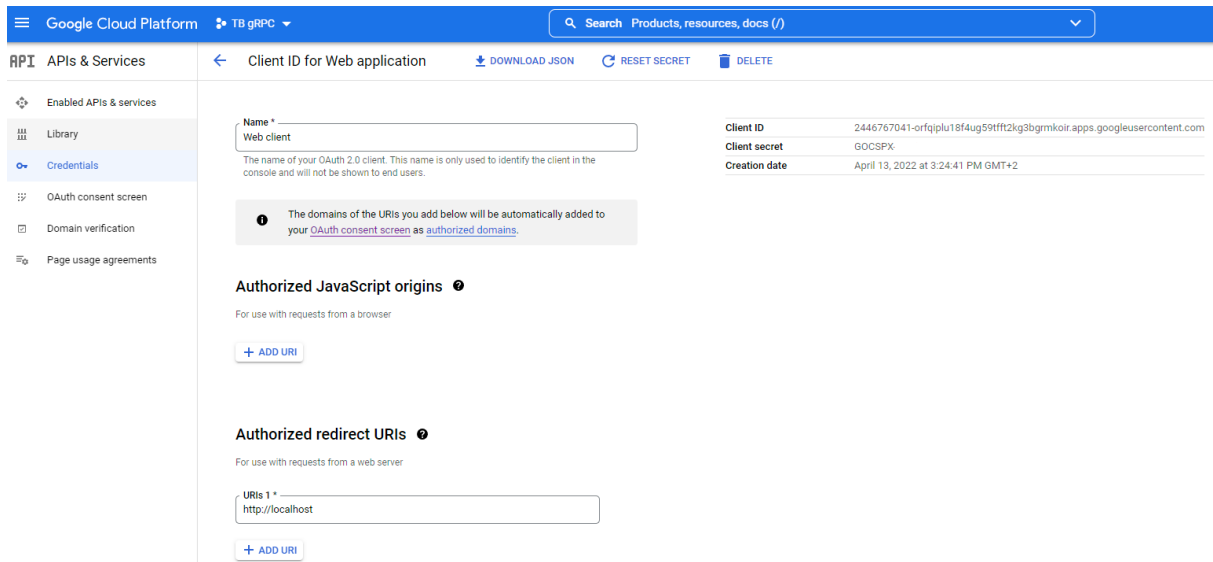 Google Cloud Platform TB gRPC Search Products, resources, docs (/)
API APIs & Services Client ID for Web application DOWNLOAD JSON RESET SECRET DELETE
Enabled APIs & services
Library
Credentials
OAuth consent screen
Domain verification
Page usage agreements
Name *
Web client
The name of your OAuth 2.0 client. This name is only used to identify the client in the
console and will not be shown to end users.
The domains of the URIs you add below will be automatically added to
your OAuth consent screen as authorized domains.
Authorized JavaScript origins
For use with requests from a browser
+ ADD URI
Authorized redirect URIs
For use with requests from a web server
URIs 1 *
http://localhost
+ ADD URI
Client ID 2446767041-orfqiplu18f4ug59tfft2kg3bgrmkoir.apps.googleusercontent.com
Client secret GOCSPX-
Creation date April 13, 2022 at 3:24:41 PM GMT+2